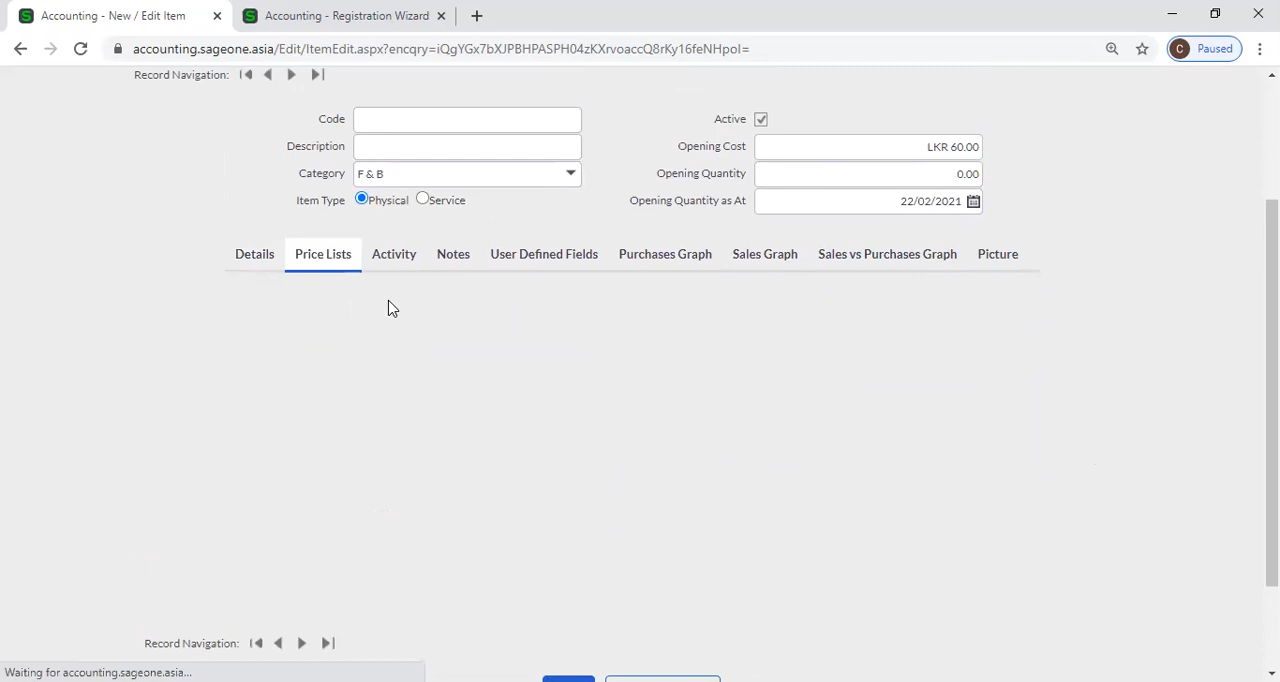 Accounting - New / Edit Item
Accounting - Registration Wizard
accounting.sageone.asia/Edit/ItemEdit.aspx?encqry=iQgYGx7bXJPBHPASPH04zKXrvoaccQ8rKy16feNHpoI=
C Paused
Record Navigation:
Code
Active
Description
Opening Cost LKR 60.00
Category F & B
Opening Quantity 0.00
Item Type Physical Service
Opening Quantity as At 22/02/2021
Details Price Lists Activity Notes User Defined Fields Purchases Graph Sales Graph Sales vs Purchases Graph Picture
Record Navigation:
Waiting for accounting.sageone.asia...